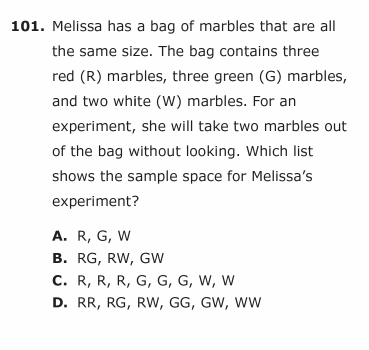 101. Melissa has a bag of marbles that are all
the same size. The bag contains three
red (R) marbles, three green (G) marbles,
and two white (W) marbles. For an
experiment, she will take two marbles out
of the bag without looking. Which list
shows the sample space for Melissa's
experiment?
A. R, G, W
B. RG, RW, GW
C. R, R, R, G, G, G, W, W
D. RR, RG, RW, GG, GW, WW